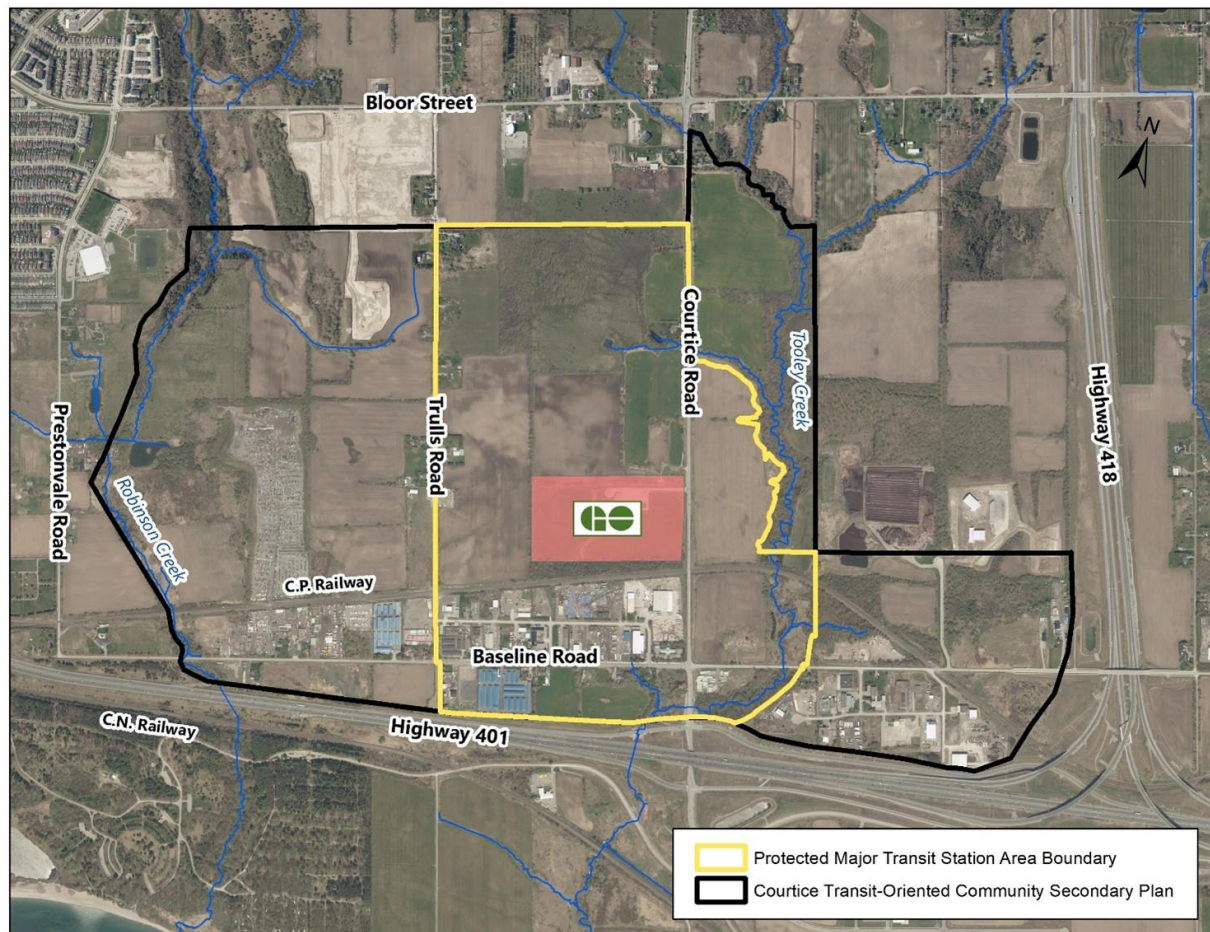 Bloor Street
N
Courtice Road
Tooley Creek
Highway 418
Trulls Road
Prestonvale Road
Robinson Creek
GO
C.P. Railway
Baseline Road
C.N. Railway
Highway 401
Protected Major Transit Station Area Boundary
Courtice Transit-Oriented Community Secondary Plan